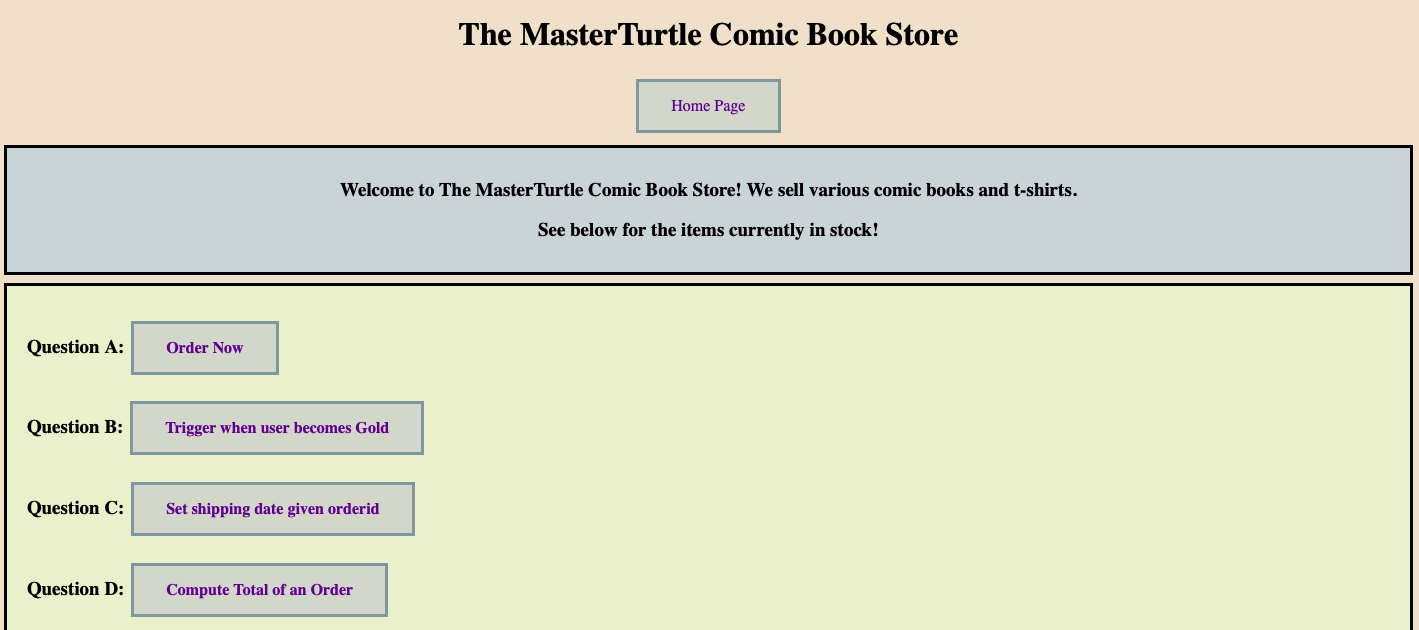 The MasterTurtle Comic Book Store
Home Page
Welcome to The MasterTurtle Comic Book Store! We sell various comic books and t-shirts.
See below for the items currently in stock!
Question A: Order Now
Question B: Trigger when user becomes Gold
Question C: Set shipping date given orderid
Question D: Compute Total of an Order